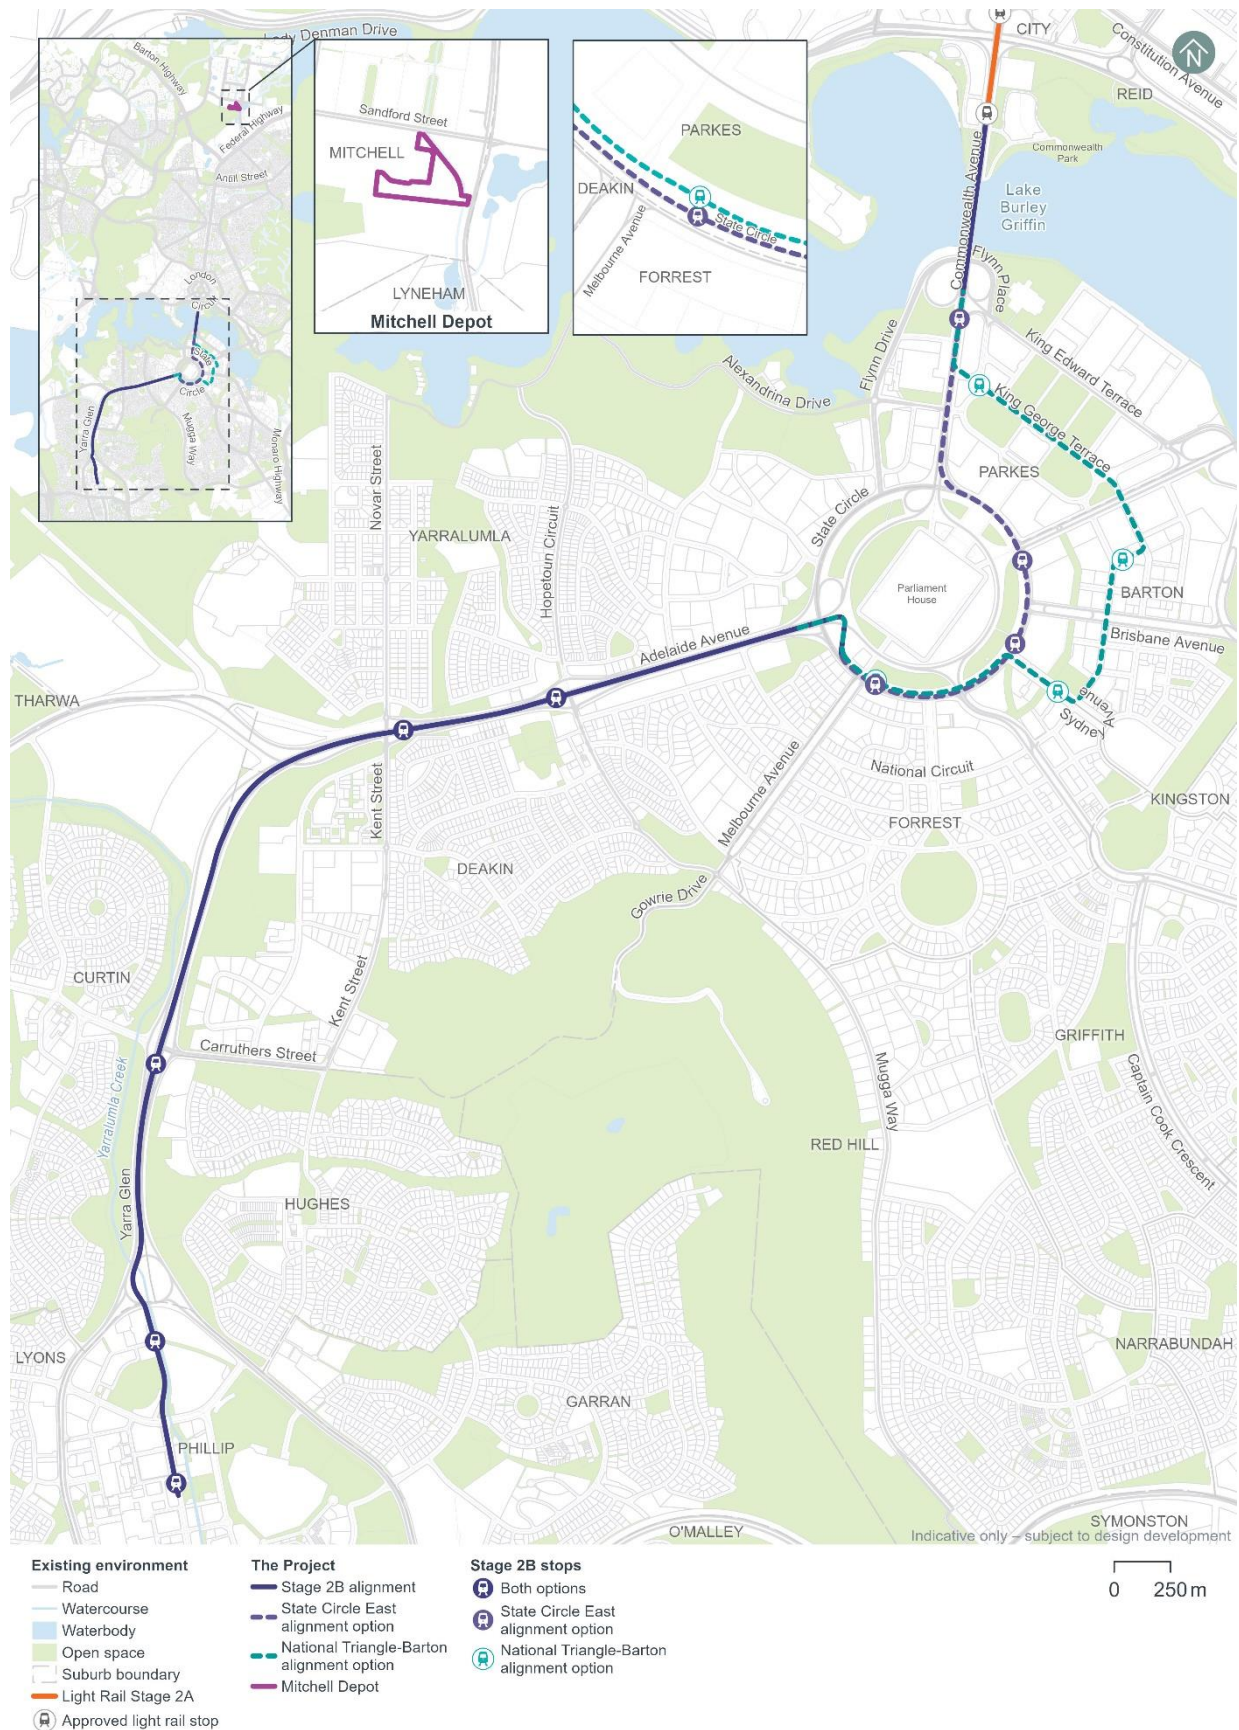 Lady Denman Drive
CITY
Constitution Avenue
N
REID
Barton Highway
Federal Highway
Antill Street
London
Circuit
State
Circle
Yarra Glen
Mugga Way
Monaro Highway
Sandford Street
MITCHELL
LYNEHAM
Mitchell Depot
PARKES
DEAKIN
State Circle
Melbourne Avenue
FORREST
Commonwealth Avenue
Commonwealth
Park
Lake
Burley
Griffin
Flynn Place
Flynn Drive
King Edward Terrace
Alexandrina Drive
King George Terrace
PARKES
Novar Street
YARRALUMLA
Hopetoun Circuit
State Circle
Parliament
House
BARTON
Brisbane Avenue
Adelaide Avenue
THARWA
Sydney Avenue
National Circuit
Melbourne Avenue
KINGSTON
Kent Street
FORREST
DEAKIN
Gowrie Drive
CURTIN
Kent Street
GRIFFITH
Carruthers Street
Yarralumla Creek
Mugga Way
Captain Cook Crescent
RED HILL
Yarra Glen
HUGHES
LYONS
NARRABUNDAH
GARRAN
PHILLIP
SYMONSTON
O'MALLEY
Indicative only – subject to design development
Existing environment
Road
Watercourse
Waterbody
Open space
Suburb boundary
Light Rail Stage 2A
Approved light rail stop
The Project
Stage 2B alignment
State Circle East
alignment option
National Triangle-Barton
alignment option
Mitchell Depot
Stage 2B stops
Both options
State Circle East
alignment option
National Triangle-Barton
alignment option
0 250 m